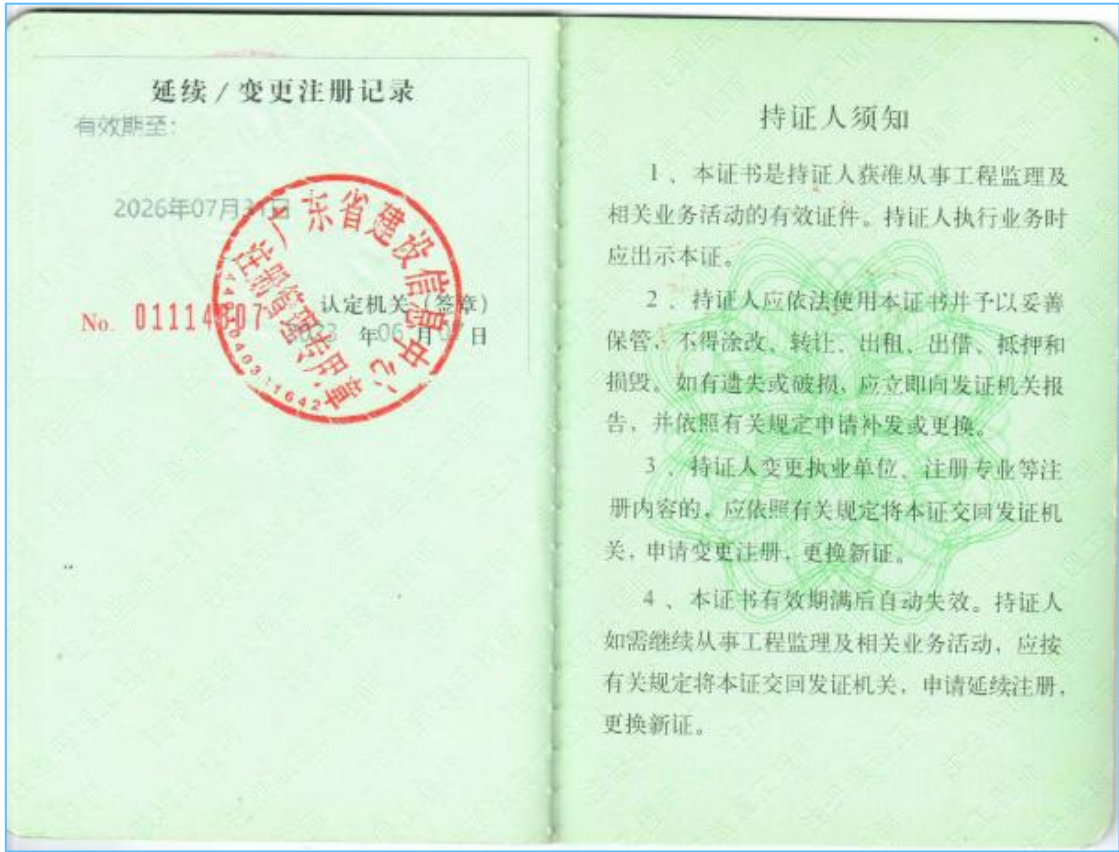 延续/变更注册记录
有效期至:
2026年07月31日
广东省建设信息中心
注册管理专用章
认定机关(签章)
No.
年06月 日
持证人须知
1、本证书是持证人获准从事工程监理及
相关业务活动的有效证件。持证人执行业务时
应出示本证。
2、持证人应依法使用本证书并予以妥善
保管、不得涂改、转让、出租、出借、抵押和
损毁。如有遗失或破损,应立即向发证机关报
告,并依照有关规定申请补发或更换。
3、持证人变更执业单位、注册专业等注
册内容的,应依照有关规定将本证交回发证机
关,申请变更注册,更换新证。
4、本证书有效期满后自动失效。持证人
如需继续从事工程监理及相关业务活动,应按
有关规定将本证交回发证机关,申请延续注册,
更换新证。